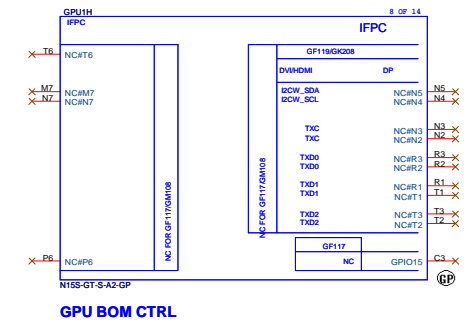 GPU1H 8 OF 14
IFPC
IFPC
GF119/GK208
DVI/HDMI DP
T6 NC#T6
M7 NC#M7
N7 NC#N7
P6 NC#P6
NC FOR GF117/GM108
NC FOR GF117/GM108
I2CW_SDA NC#N5 N5
I2CW_SCL NC#N4 N4
TXC NC#N3 N3
TXC NC#N2 N2
TXD0 NC#R3 R3
TXD0 NC#R2 R2
TXD1 NC#R1 R1
TXD1 NC#T1 T1
TXD2 NC#T3 T3
TXD2 NC#T2 T2
GF117
NC GPIO15 C3
GP
N15S-GT-S-A2-GP
GPU BOM CTRL